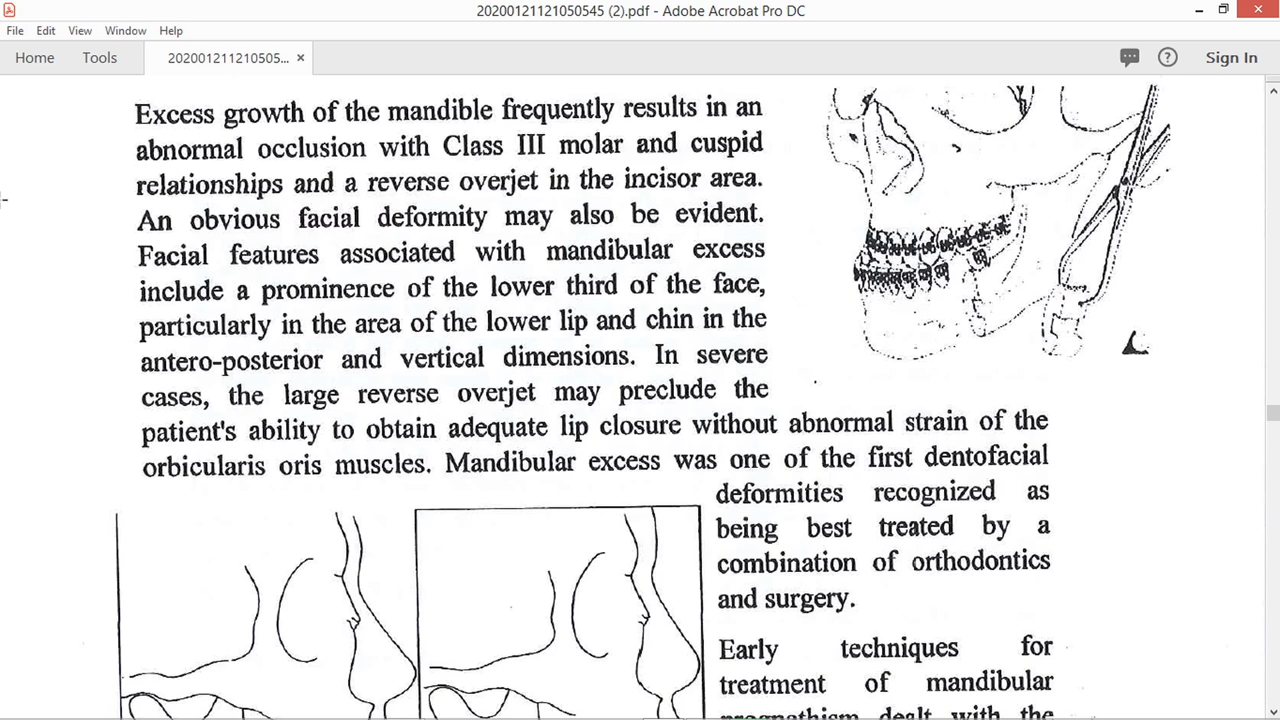 20200121121050545 (2).pdf - Adobe Acrobat Pro DC
File Edit View Window Help
Home Tools 202001211210505... × Sign In
Excess growth of the mandible frequently results in an
abnormal occlusion with Class III molar and cuspid
relationships and a reverse overjet in the incisor area.
An obvious facial deformity may also be evident.
Facial features associated with mandibular excess
include a prominence of the lower third of the face,
particularly in the area of the lower lip and chin in the
antero-posterior and vertical dimensions. In severe
cases, the large reverse overjet may preclude the
patient's ability to obtain adequate lip closure without abnormal strain of the
orbicularis oris muscles. Mandibular excess was one of the first dentofacial
deformities recognized as
being best treated by a
combination of orthodontics
and surgery.
Early techniques for
treatment of mandibular
prognathism dealt with the